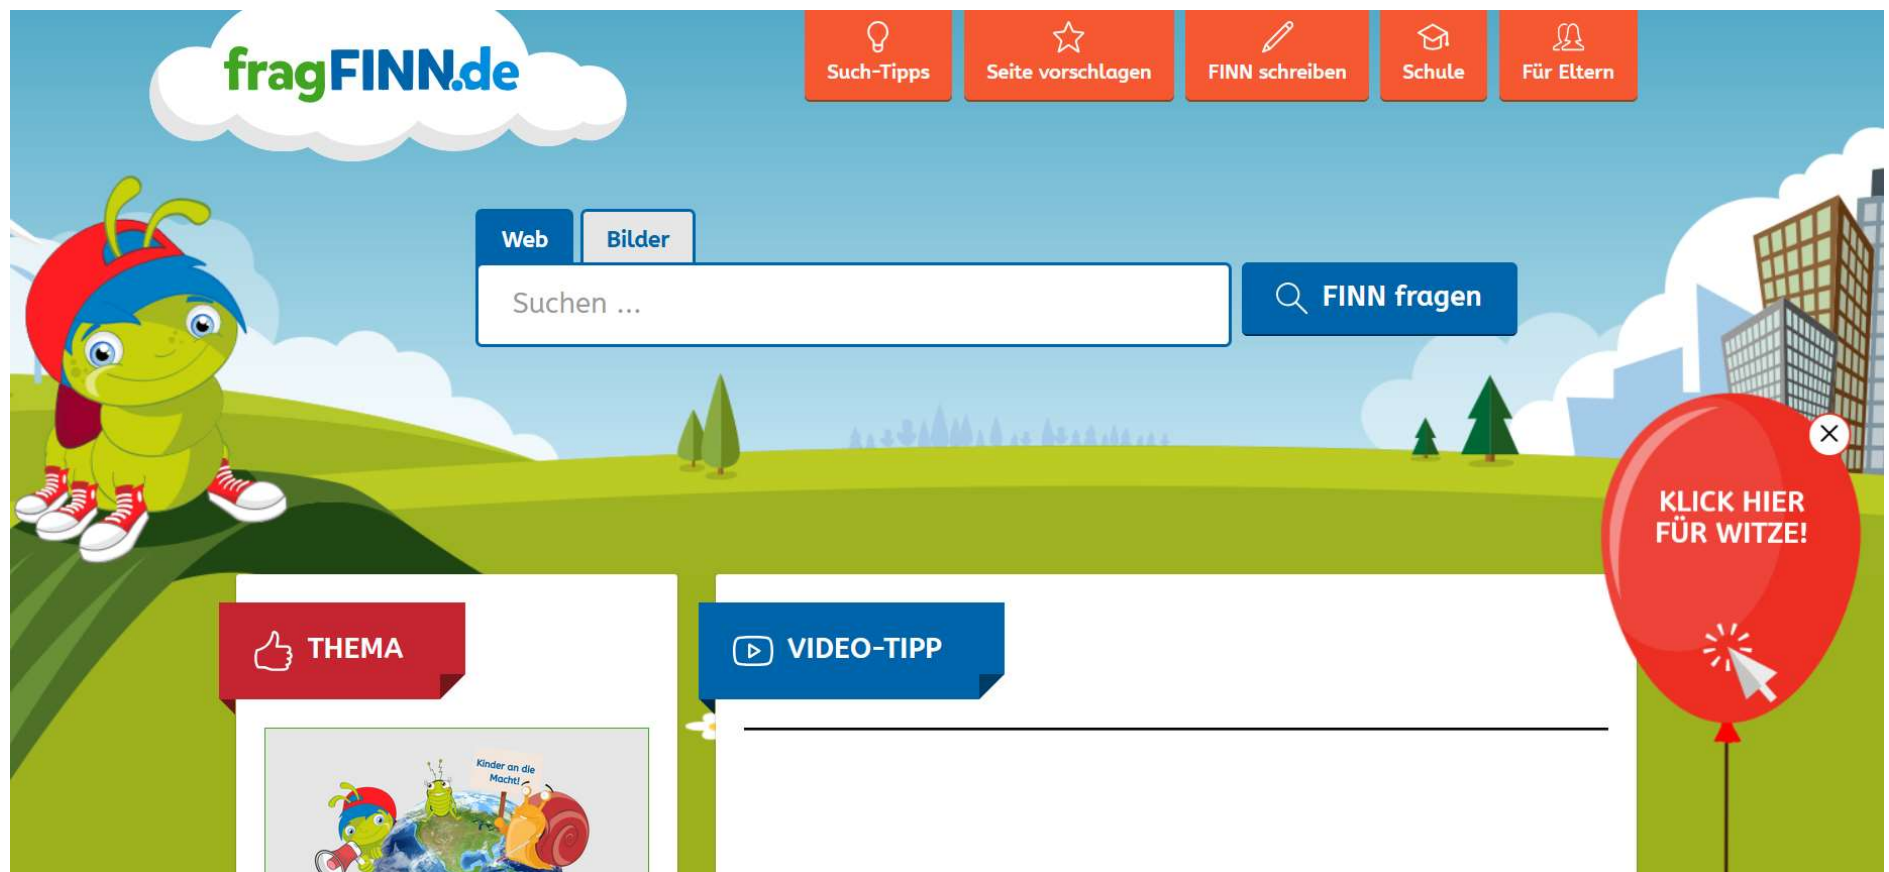 fragFINN.de
Such-Tipps
Seite vorschlagen
FINN schreiben
Schule
Für Eltern
Web
Bilder
Suchen ...
FINN fragen
KLICK HIER
FÜR WITZE!
THEMA
VIDEO-TIPP
Kinder an die
Macht!